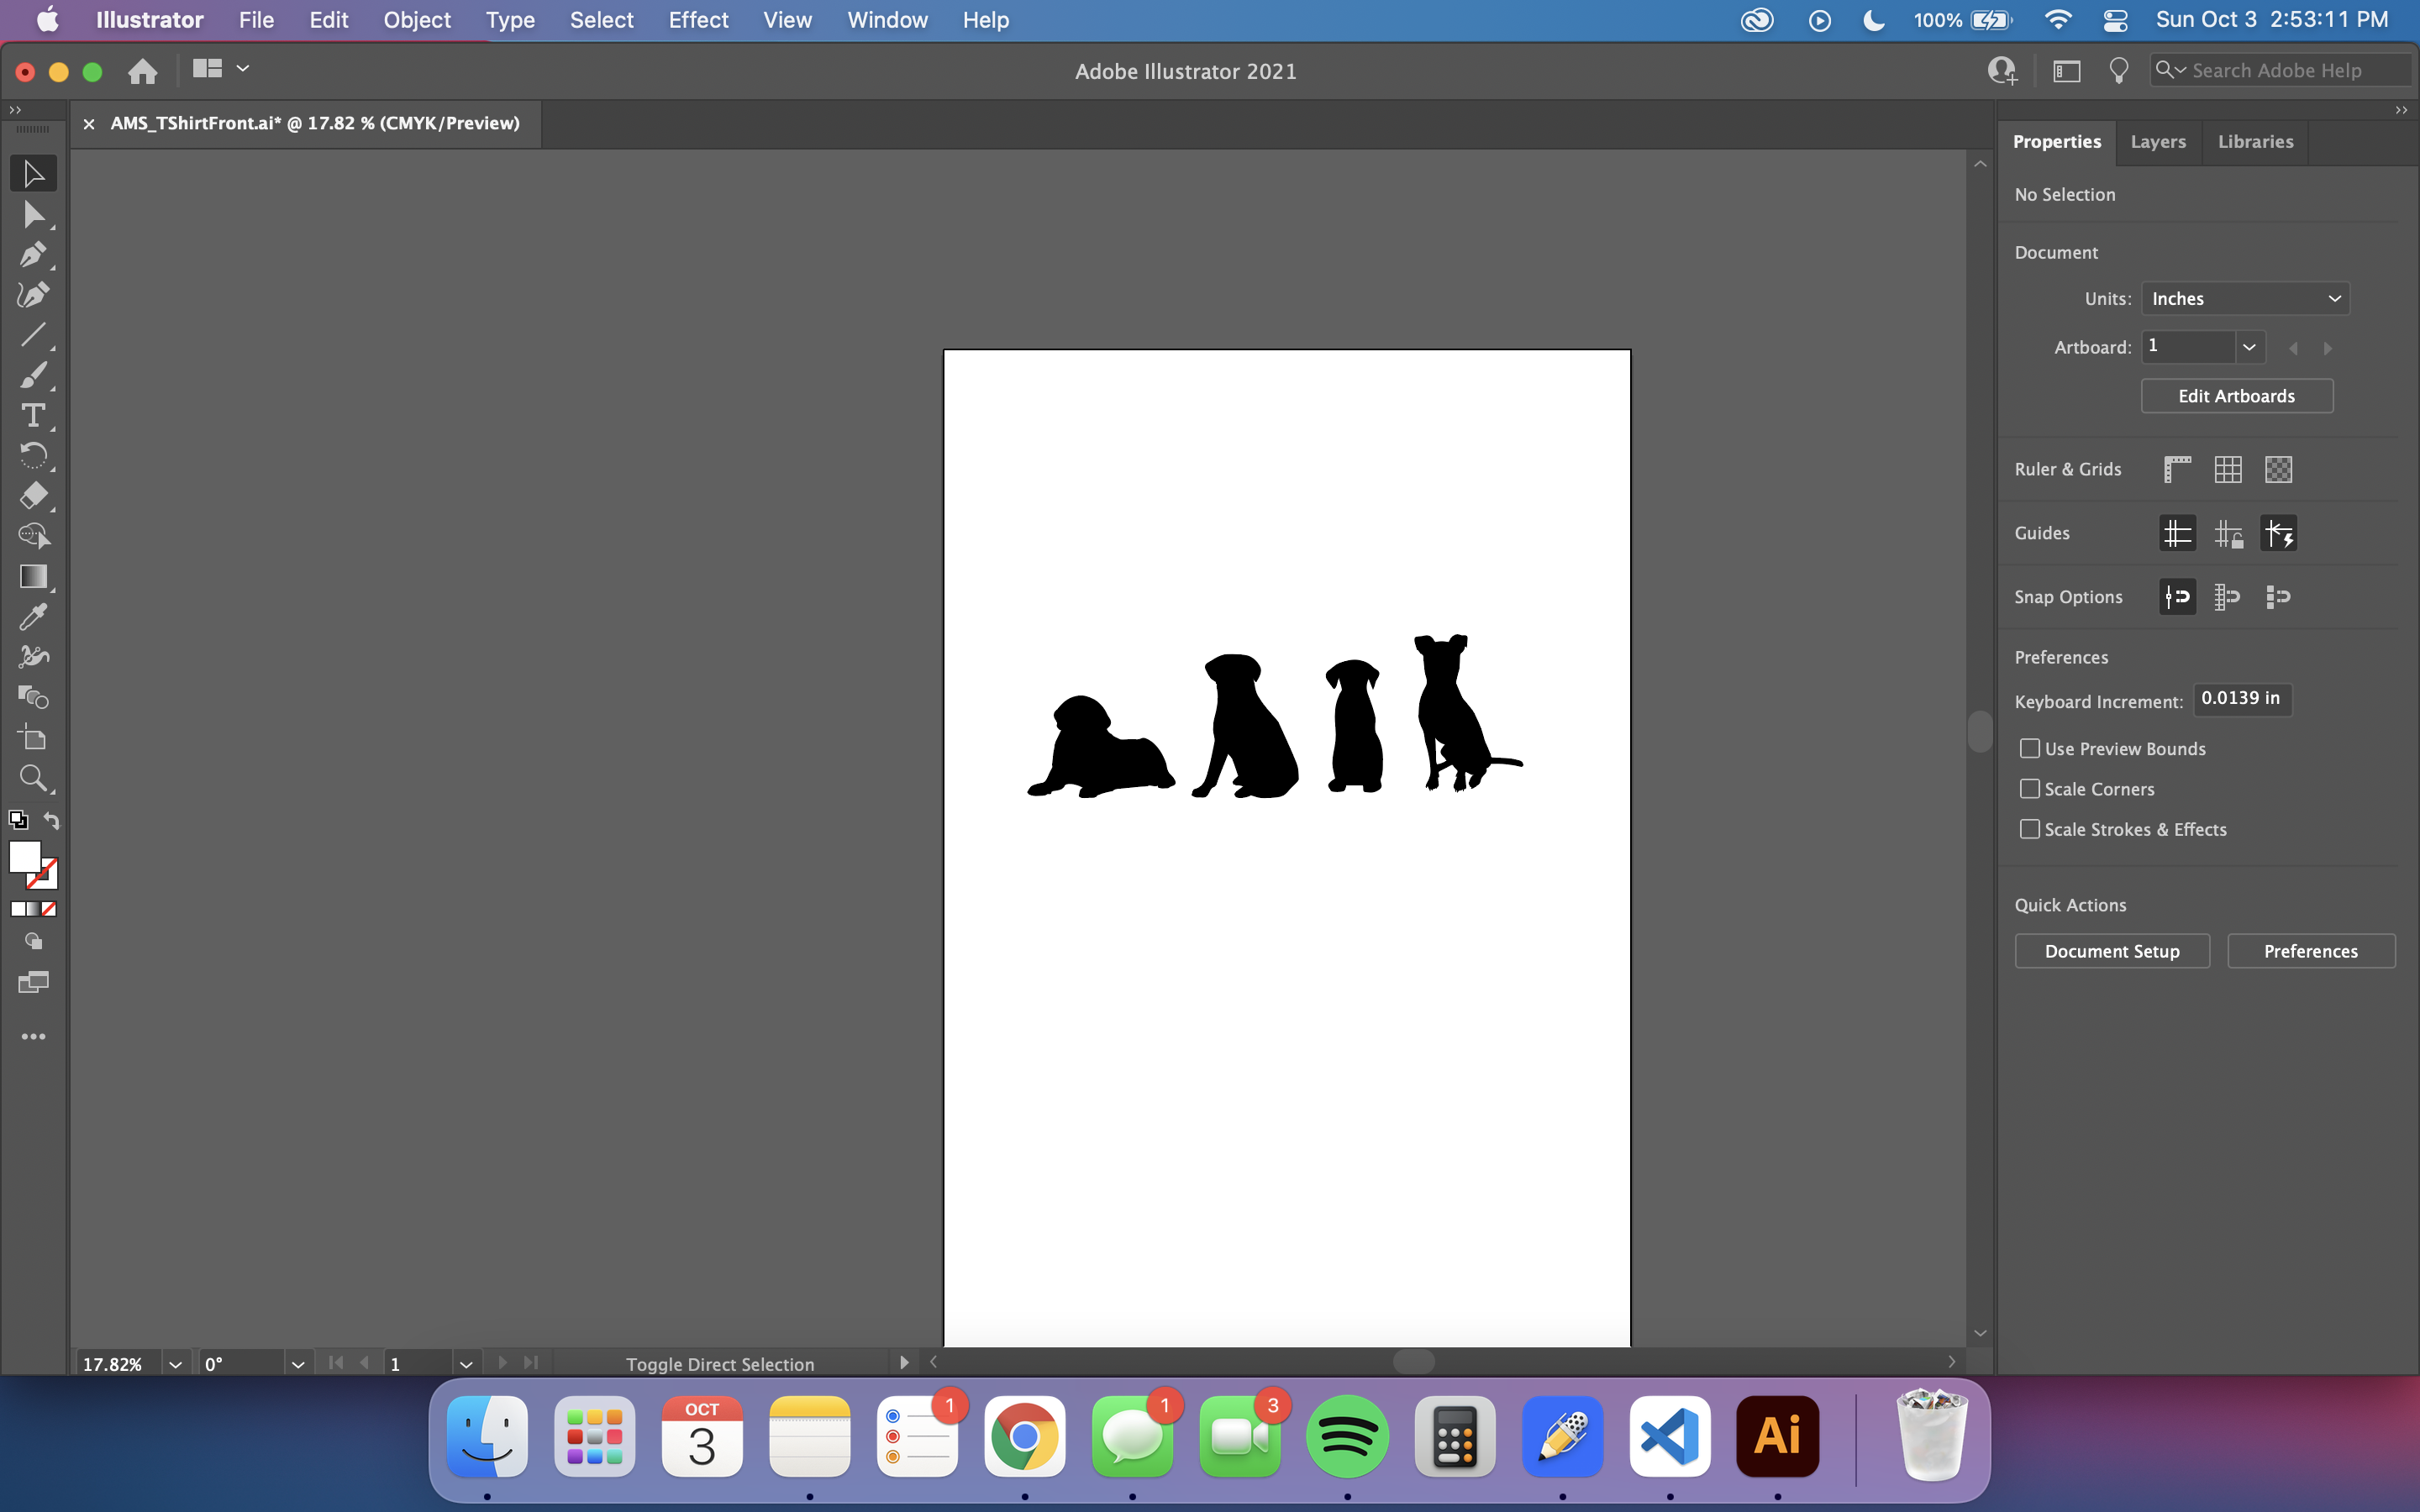 Illustrator File Edit Object Type Select Effect View Window Help 100% Sun Oct 3 2:53:11 PM
Adobe Illustrator 2021 Search Adobe Help
AMS_TShirtFront.ai* @ 17.82 % (CMYK/Preview)
Properties Layers Libraries
No Selection
Document
Units: Inches
Artboard: 1
Edit Artboards
Ruler & Grids
Guides
Snap Options
Preferences
Keyboard Increment: 0.0139 in
Use Preview Bounds
Scale Corners
Scale Strokes & Effects
Quick Actions
Document Setup Preferences
17.82% 0° 1 Toggle Direct Selection
OCT
3
1
1
3
Ai